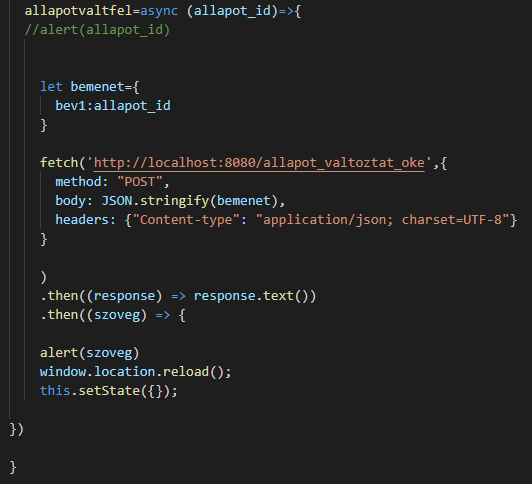 allapotvaltfel=async (allapot_id)=>{
//alert(allapot_id)
let bemenet={
bev1:allapot_id
}
fetch('http://localhost:8080/allapot_valtoztat_oke',{
method: "POST",
body: JSON.stringify(bemenet),
headers: {"Content-type": "application/json; charset=UTF-8"}
}
)
.then((response) => response.text())
.then((szoveg) => {
alert(szoveg)
window.location.reload();
this.setState({});
})
}